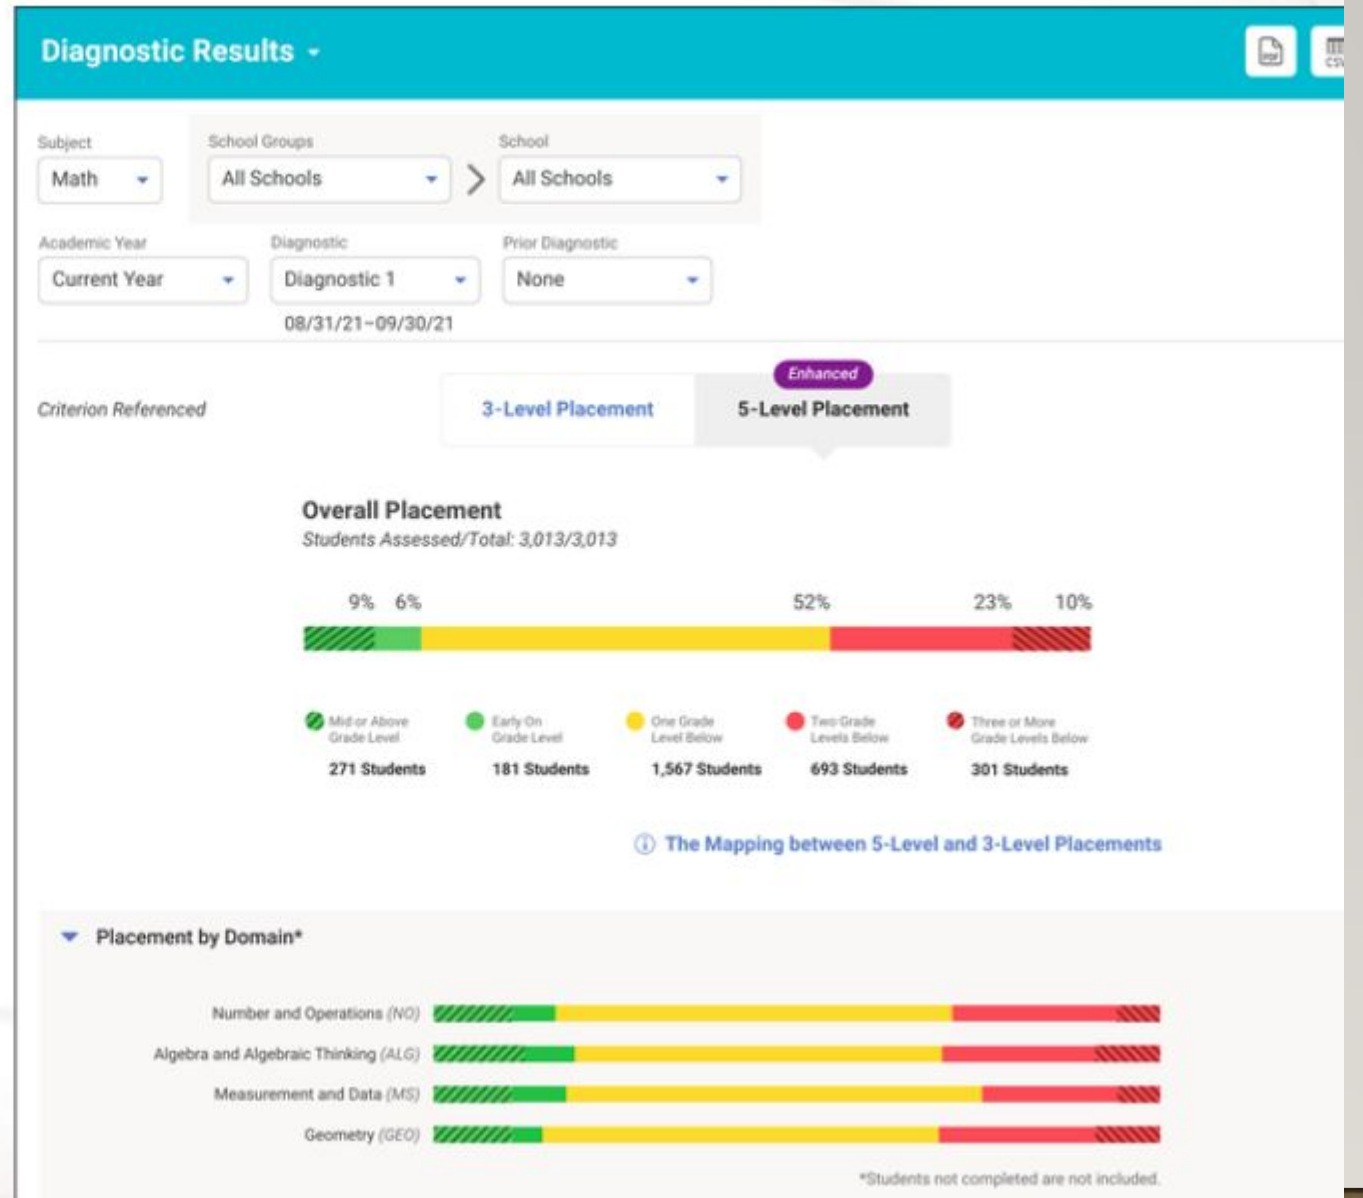 Diagnostic Results
PDF
CSV
Subject
School Groups
School
Math
All Schools
All Schools
Academic Year
Diagnostic
Prior Diagnostic
Current Year
Diagnostic 1
None
08/31/21–09/30/21
Enhanced
Criterion Referenced
3-Level Placement
5-Level Placement
Overall Placement
Students Assessed/Total: 3,013/3,013
9% 6% 52% 23% 10%
Mid or Above Grade Level
271 Students
Early On Grade Level
181 Students
One Grade Level Below
1,567 Students
Two Grade Levels Below
693 Students
Three or More Grade Levels Below
301 Students
The Mapping between 5-Level and 3-Level Placements
Placement by Domain*
Number and Operations (NO)
Algebra and Algebraic Thinking (ALG)
Measurement and Data (MS)
Geometry (GEO)
*Students not completed are not included.